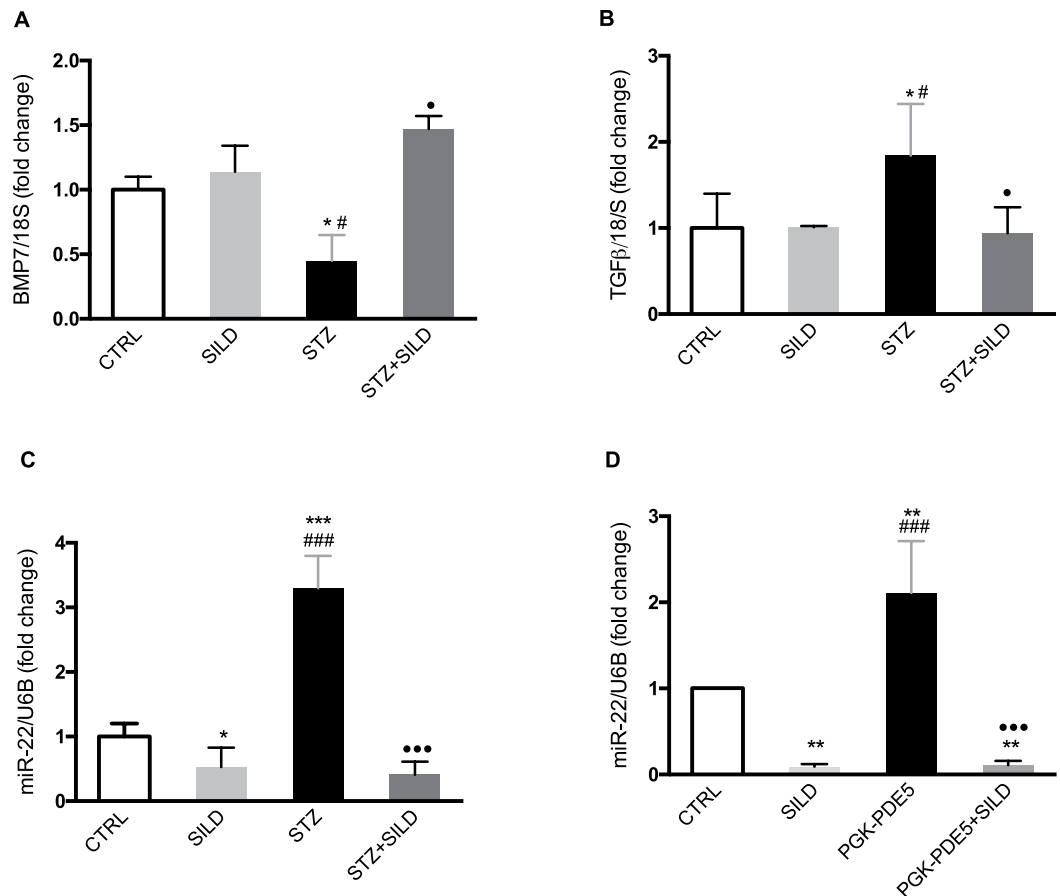 A
BMP7/18S (fold change)
2.0
1.5
1.0
0.5
0.0
* #
•
CTRL
SILD
STZ
STZ+SILD
B
TGFβ/18/S (fold change)
3
2
1
0
* #
•
CTRL
SILD
STZ
STZ+SILD
C
miR-22/U6B (fold change)
4
3
2
1
0
*
***
###
•••
CTRL
SILD
STZ
STZ+SILD
D
miR-22/U6B (fold change)
3
2
1
0
**
**
###
•••
**
CTRL
SILD
PGK-PDE5
PGK-PDE5+SILD